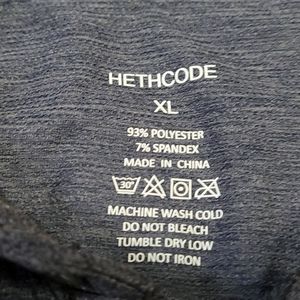 HETHCODE
XL
93% POLYESTER
7% SPANDEX
MADE IN CHINA
30°
MACHINE WASH COLD
DO NOT BLEACH
TUMBLE DRY LOW
DO NOT IRON